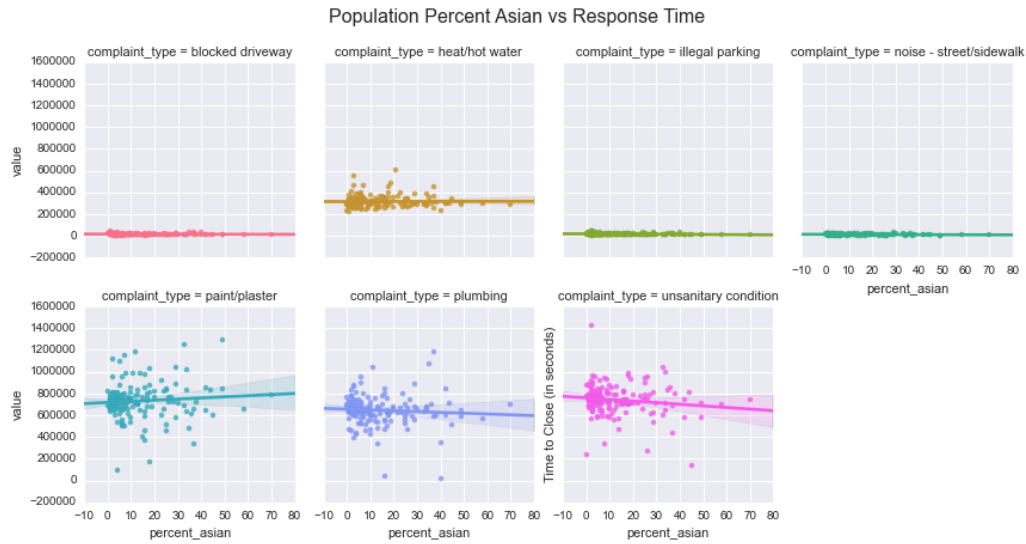 Population Percent Asian vs Response Time
complaint_type = blocked driveway
complaint_type = heat/hot water
complaint_type = illegal parking
complaint_type = noise - street/sidewalk
1600000
1400000
1200000
1000000
800000
600000
400000
200000
0
−200000
value
−10 0 10 20 30 40 50 60 70 80
percent_asian
complaint_type = paint/plaster
complaint_type = plumbing
complaint_type = unsanitary condition
1600000
1400000
1200000
1000000
800000
600000
400000
200000
0
−200000
value
Time to Close (in seconds)
−10 0 10 20 30 40 50 60 70 80
percent_asian
−10 0 10 20 30 40 50 60 70 80
percent_asian
−10 0 10 20 30 40 50 60 70 80
percent_asian